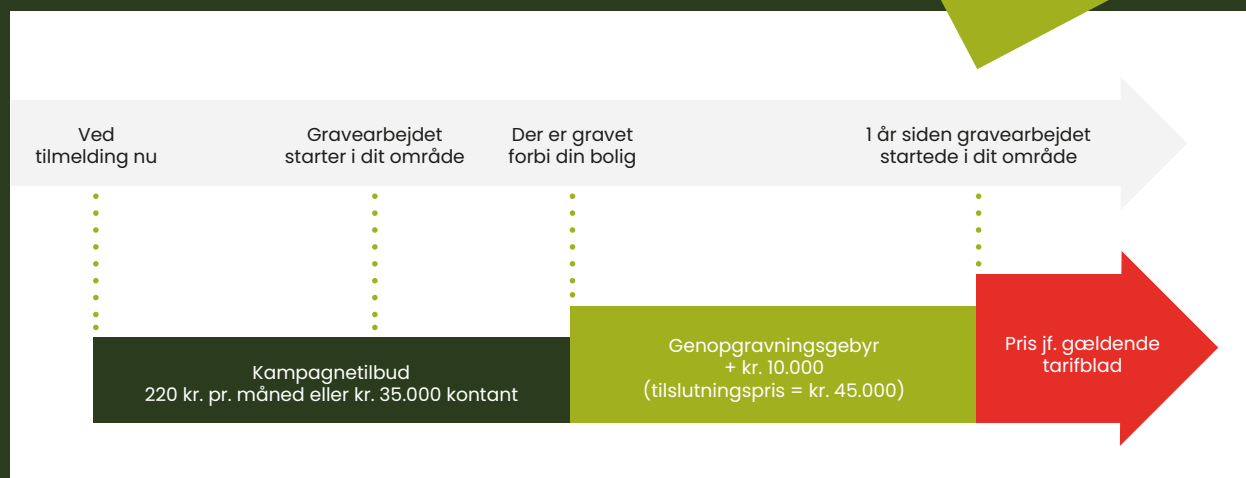 Ved
tilmelding nu
Gravearbejdet
starter i dit område
Der er gravet
forbi din bolig
1 år siden gravearbejdet
startede i dit område
Kampagnetilbud
220 kr. pr. måned eller kr. 35.000 kontant
Genopgravningsgebyr
+ kr. 10.000
(tilslutningspris = kr. 45.000)
Pris jf. gældende
tarifblad